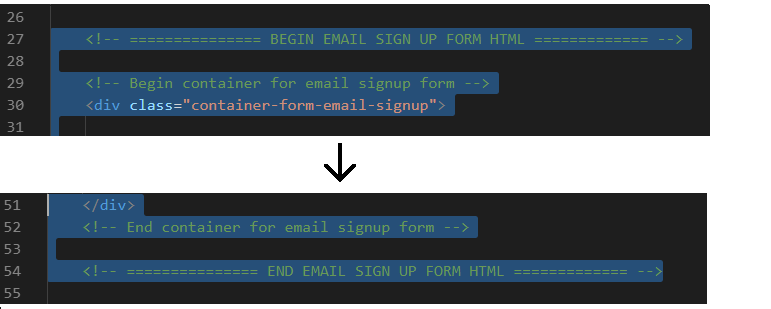 26
27 <!-- =============== BEGIN EMAIL SIGN UP FORM HTML ============= -->
28
29 <!-- Begin container for email signup form -->
30 <div class="container-form-email-signup">
31
51 </div>
52 <!-- End container for email signup form -->
53
54 <!-- =============== END EMAIL SIGN UP FORM HTML ============= -->
55